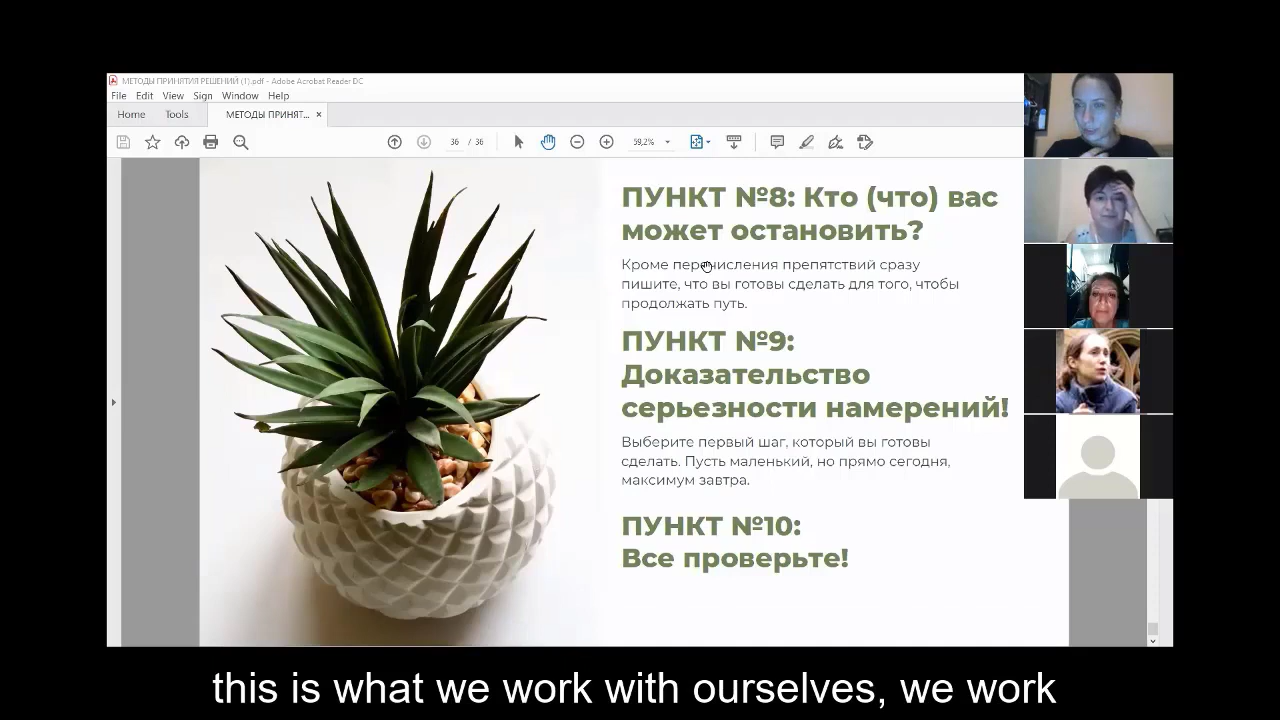 МЕТОДЫ ПРИНЯТИЯ РЕШЕНИЙ (1).pdf - Adobe Acrobat Reader DC
File Edit View Sign Window Help
Home Tools МЕТОДЫ ПРИНЯТ... ×
36 / 36 59,2%
ПУНКТ №8: Кто (что) вас
может остановить?
Кроме перечисления препятствий сразу
пишите, что вы готовы сделать для того, чтобы
продолжать путь.
ПУНКТ №9:
Доказательство
серьезности намерений!
Выберите первый шаг, который вы готовы
сделать. Пусть маленький, но прямо сегодня,
максимум завтра.
ПУНКТ №10:
Все проверьте!
this is what we work with ourselves, we work